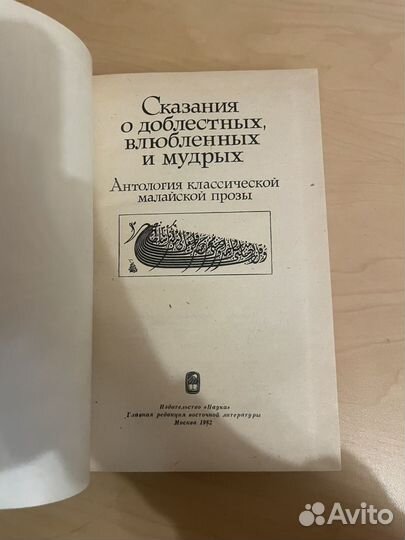 Сказания
о доблестных,
влюбленных
и мудрых
Антология классической
малайской прозы
Издательство «Наука»
Главная редакция восточной литературы
Москва 1982
Avito